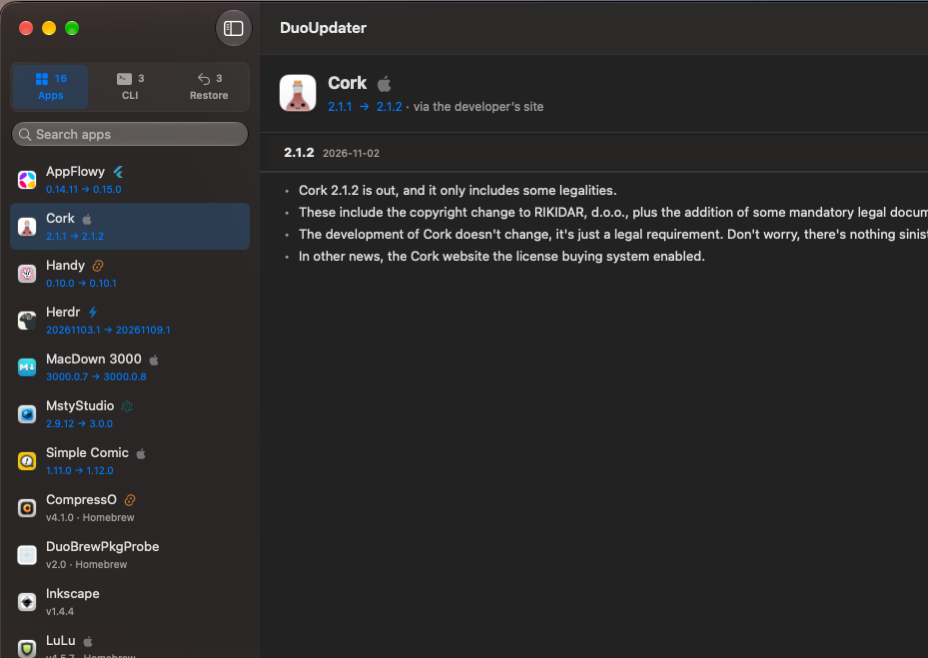 DuoUpdater
16
Apps
3
CLI
3
Restore
Search apps
AppFlowy
0.14.11 → 0.15.0
Cork
2.1.1 → 2.1.2
Handy
0.10.0 → 0.10.1
Herdr
20261103.1 → 20261109.1
MacDown 3000
3000.0.7 → 3000.0.8
MstyStudio
2.9.12 → 3.0.0
Simple Comic
1.11.0 → 1.12.0
CompressO
v4.1.0 · Homebrew
DuoBrewPkgProbe
v2.0 · Homebrew
Inkscape
v1.4.4
LuLu
Cork
2.1.1 → 2.1.2 · via the developer's site
2.1.2 2026-11-02
• Cork 2.1.2 is out, and it only includes some legalities.
• These include the copyright change to RIKIDAR, d.o.o., plus the addition of some mandatory legal
• The development of Cork doesn't change, it's just a legal requirement. Don't worry, there's nothing
• In other news, the Cork website the license buying system enabled.